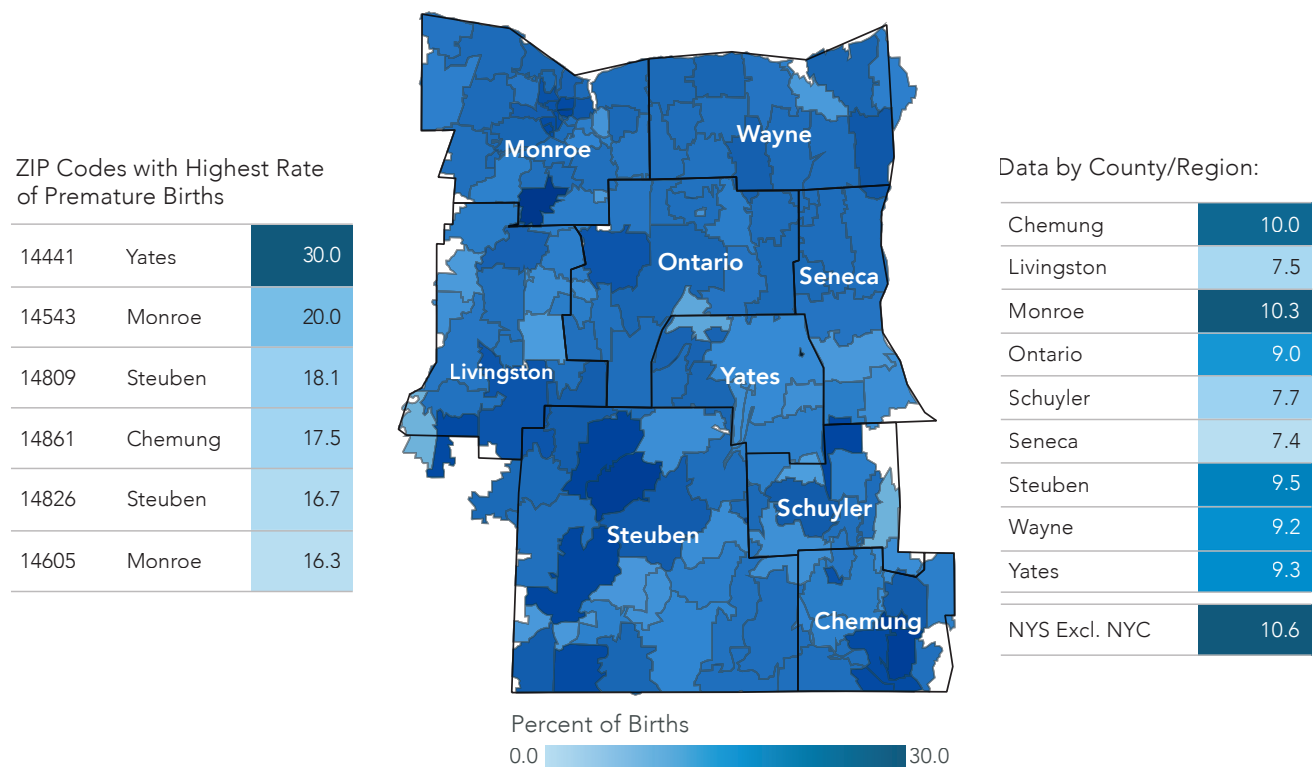 ZIP Codes with Highest Rate
of Premature Births
14441 Yates 30.0
14543 Monroe 20.0
14809 Steuben 18.1
14861 Chemung 17.5
14826 Steuben 16.7
14605 Monroe 16.3
Monroe
Wayne
Ontario
Seneca
Livingston
Yates
Schuyler
Steuben
Chemung
Percent of Births
0.0 30.0
Data by County/Region:
Chemung 10.0
Livingston 7.5
Monroe 10.3
Ontario 9.0
Schuyler 7.7
Seneca 7.4
Steuben 9.5
Wayne 9.2
Yates 9.3
NYS Excl. NYC 10.6